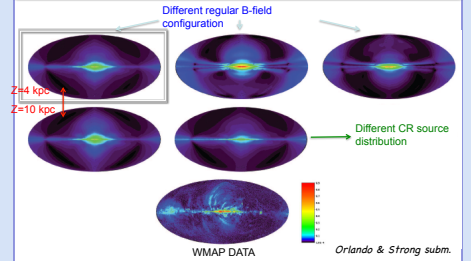 Different regular B-field
configuration
Z=4 kpc
Z=10 kpc
Different CR source
distribution
WMAP DATA
Orlando & Strong subm.